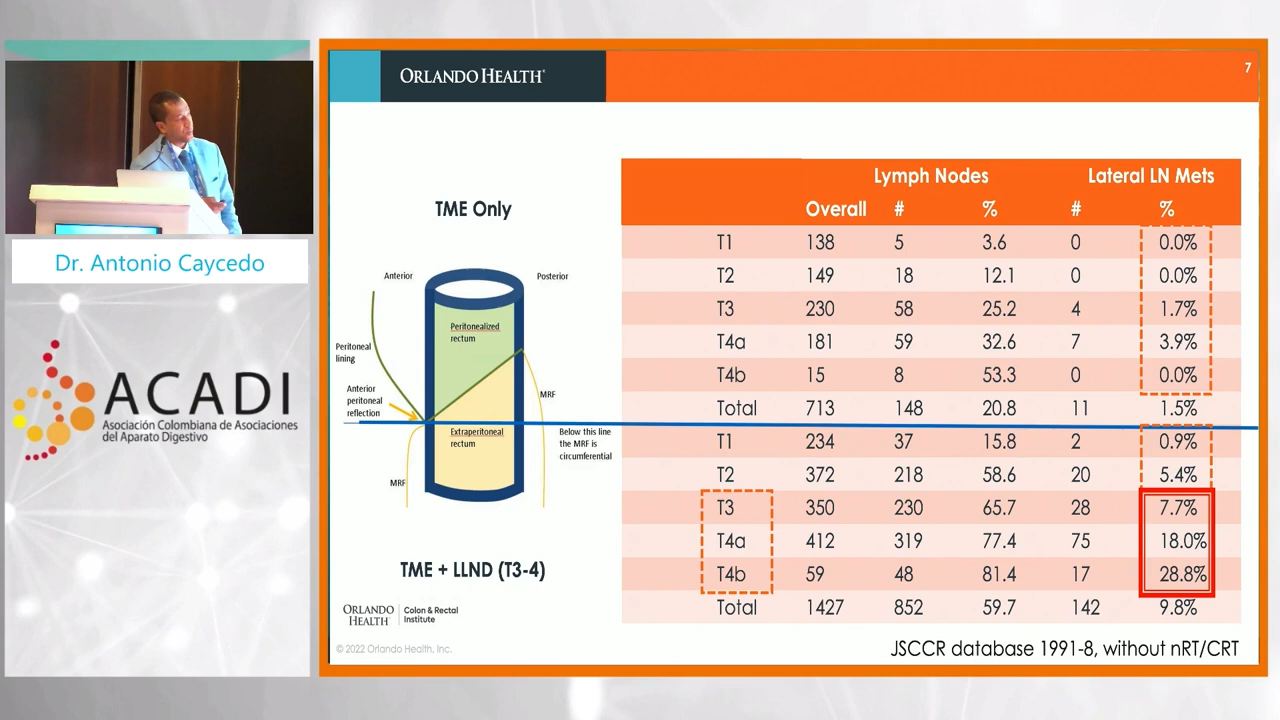 ORLANDO HEALTH®
7
Dr. Antonio Caycedo
ACADI
Asociación Colombiana de Asociaciones
del Aparato Digestivo
TME Only
Anterior
Posterior
Peritonealized
rectum
Peritoneal
lining
Anterior
peritoneal
reflection
MRF
Extraperitoneal
rectum
Below this line
the MRF is
circumferential
MRF
TME + LLND (T3-4)
ORLANDO HEALTH® Colon & Rectal Institute
© 2022 Orlando Health, Inc.
Lymph Nodes Lateral LN Mets
Overall # % # %
T1 138 5 3.6 0 0.0%
T2 149 18 12.1 0 0.0%
T3 230 58 25.2 4 1.7%
T4a 181 59 32.6 7 3.9%
T4b 15 8 53.3 0 0.0%
Total 713 148 20.8 11 1.5%
T1 234 37 15.8 2 0.9%
T2 372 218 58.6 20 5.4%
T3 350 230 65.7 28 7.7%
T4a 412 319 77.4 75 18.0%
T4b 59 48 81.4 17 28.8%
Total 1427 852 59.7 142 9.8%
JSCCR database 1991-8, without nRT/CRT